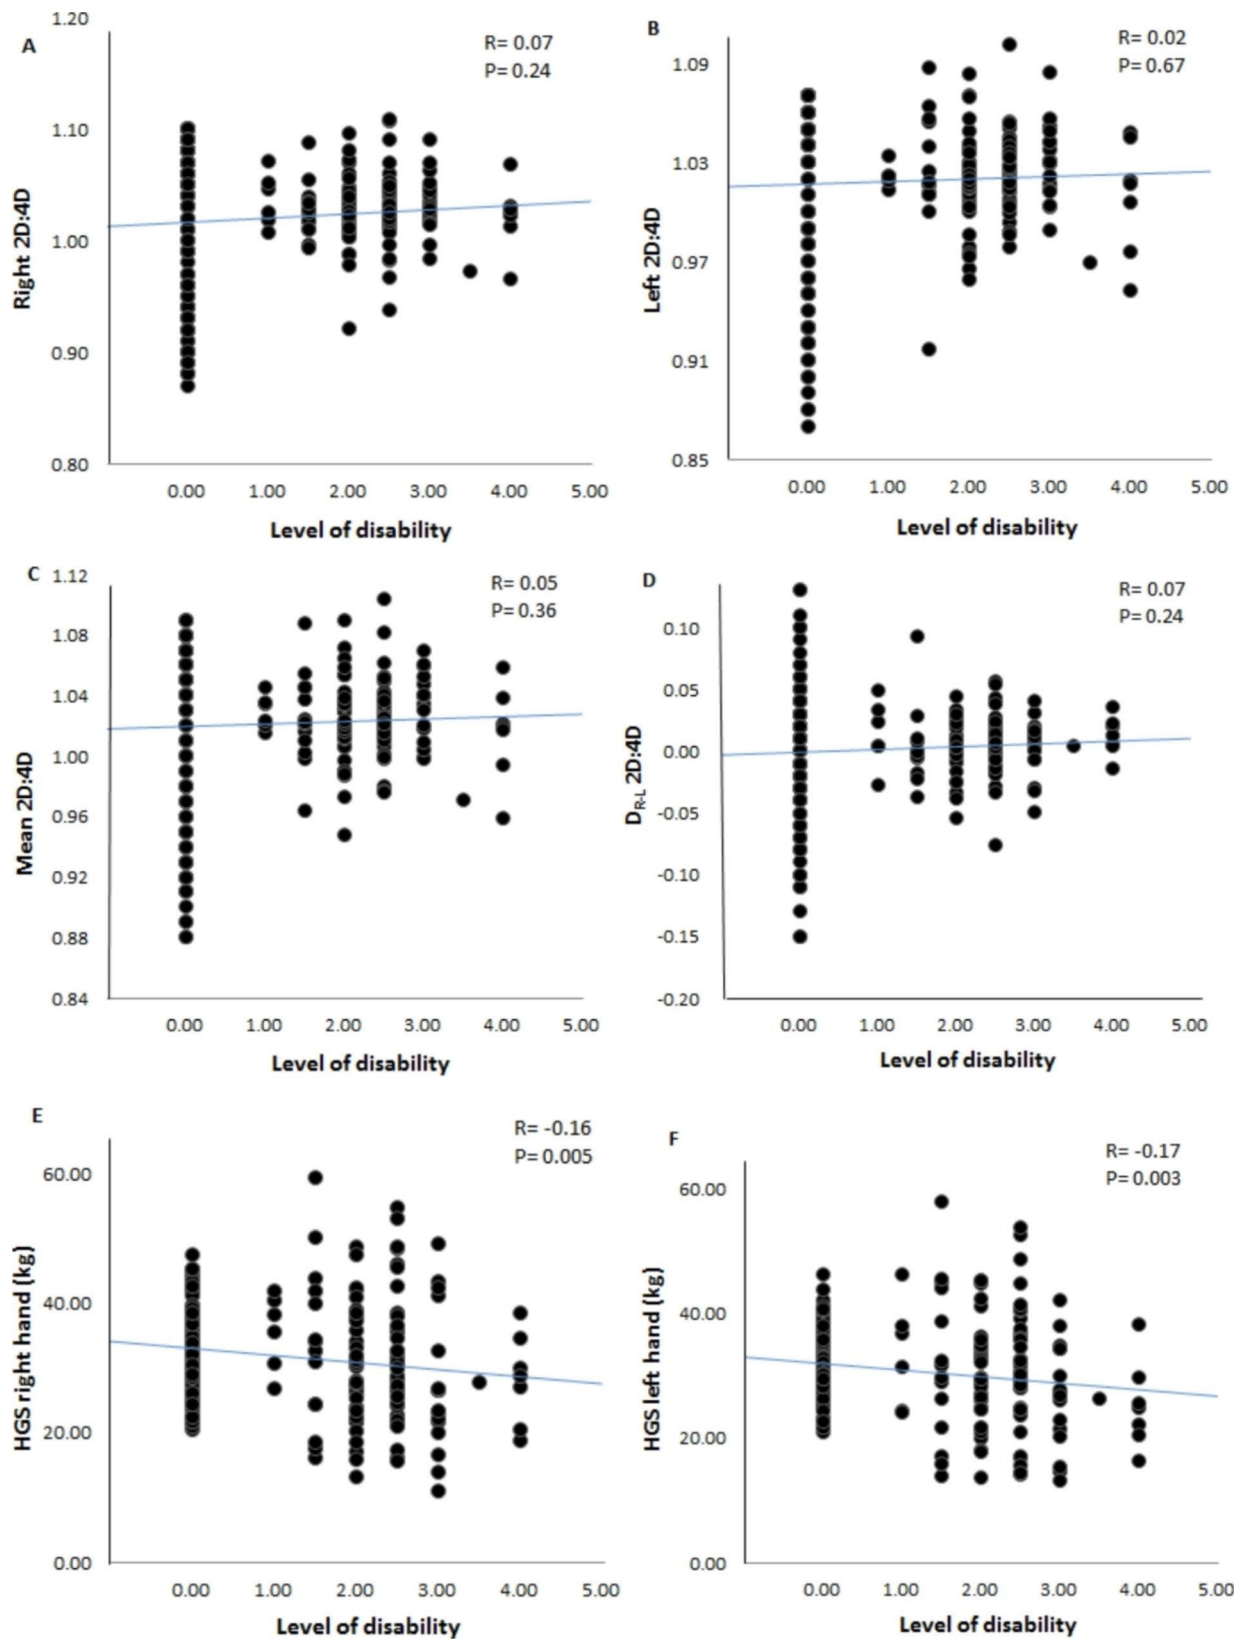 A
R= 0.07
P= 0.24
1.20
1.10
1.00
0.90
0.80
Right 2D:4D
0.00 1.00 2.00 3.00 4.00 5.00
Level of disability
B
R= 0.02
P= 0.67
1.09
1.03
0.97
0.91
0.85
Left 2D:4D
0.00 1.00 2.00 3.00 4.00 5.00
Level of disability
C
R= 0.05
P= 0.36
1.12
1.08
1.04
1.00
0.96
0.92
0.88
0.84
Mean 2D:4D
0.00 1.00 2.00 3.00 4.00 5.00
Level of disability
D
R= 0.07
P= 0.24
0.10
0.05
0.00
-0.05
-0.10
-0.15
-0.20
DR-L 2D:4D
0.00 1.00 2.00 3.00 4.00 5.00
Level of disability
E
R= -0.16
P= 0.005
60.00
40.00
20.00
0.00
HGS right hand (kg)
0.00 1.00 2.00 3.00 4.00 5.00
Level of disability
F
R= -0.17
P= 0.003
60.00
40.00
20.00
0.00
HGS left hand (kg)
0.00 1.00 2.00 3.00 4.00 5.00
Level of disability